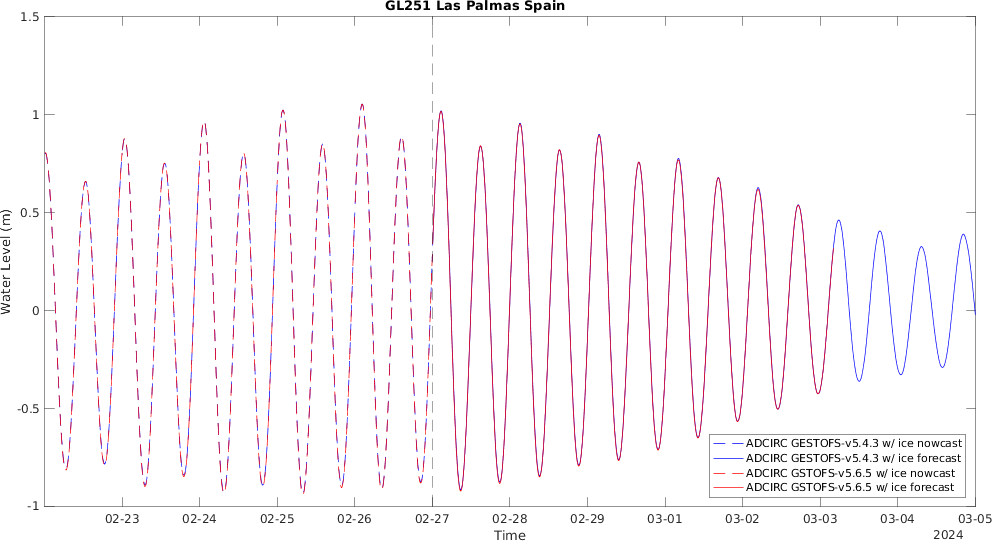 GL251 Las Palmas Spain
1.5
1
0.5
0
-0.5
-1
Water Level (m)
02-23 02-24 02-25 02-26 02-27 02-28 02-29 03-01 03-02 03-03 03-04 03-05
Time
2024
ADCIRC GESTOFS-v5.4.3 w/ ice nowcast
ADCIRC GESTOFS-v5.4.3 w/ ice forecast
ADCIRC GSTOFS-v5.6.5 w/ ice nowcast
ADCIRC GSTOFS-v5.6.5 w/ ice forecast